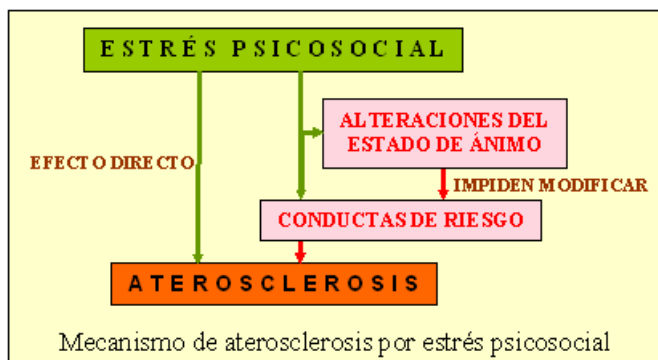 ESTRÉS PSICOSOCIAL
ALTERACIONES DEL
ESTADO DE ÁNIMO
EFECTO DIRECTO
IMPIDEN MODIFICAR
CONDUCTAS DE RIESGO
ATEROSCLEROSIS
Mecanismo de aterosclerosis por estrés psicosocial